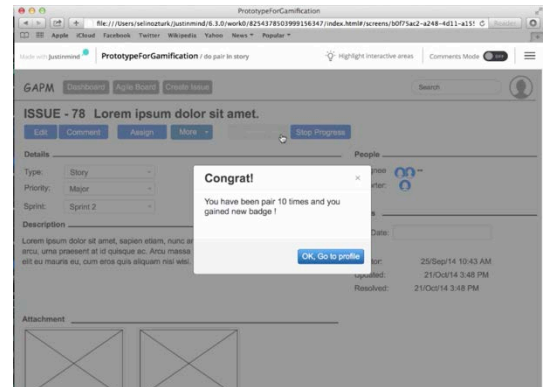 PrototypeForGamification
file:///Users/selinozturk/justinmind/6.3.0/work0/8254378503999156347/index.html#/screens/b0f75ac2-a248-4d11-a15
Reader
Apple iCloud Facebook Twitter Wikipedia Yahoo News Popular
Made with Justinmind
PrototypeForGamification / do pair in story
Highlight interactive areas
Comments Mode
GAPM
Dashboard
Agile Board
Create Issue
Search
ISSUE - 78 Lorem ipsum dolor sit amet.
Edit
Comment
Assign
More
Stop Progress
Details
People
Type: Story
Priority: Major
Sprint: Sprint 2
Congrat!
×
You have been pair 10 times and you
gained new badge !
OK, Go to profile
Description
Date:
Lorem ipsum dolor sit amet, sapien etiam, nunc
arcu, urna praesent at id quisque ac. Arcu massa
elit eu mauris eu, cum eros quis aliquam nisi wisi.
25/Sep/14 10:43 AM
21/Oct/14 3:48 PM
Resolved: 21/Oct/14 3:48 PM
Attachment